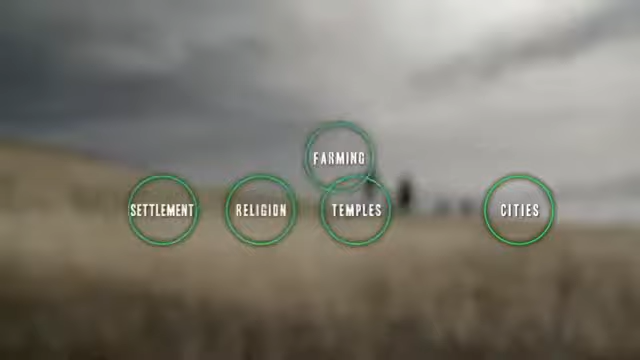 FARMING
SETTLEMENT
RELIGION
TEMPLES
CITIES